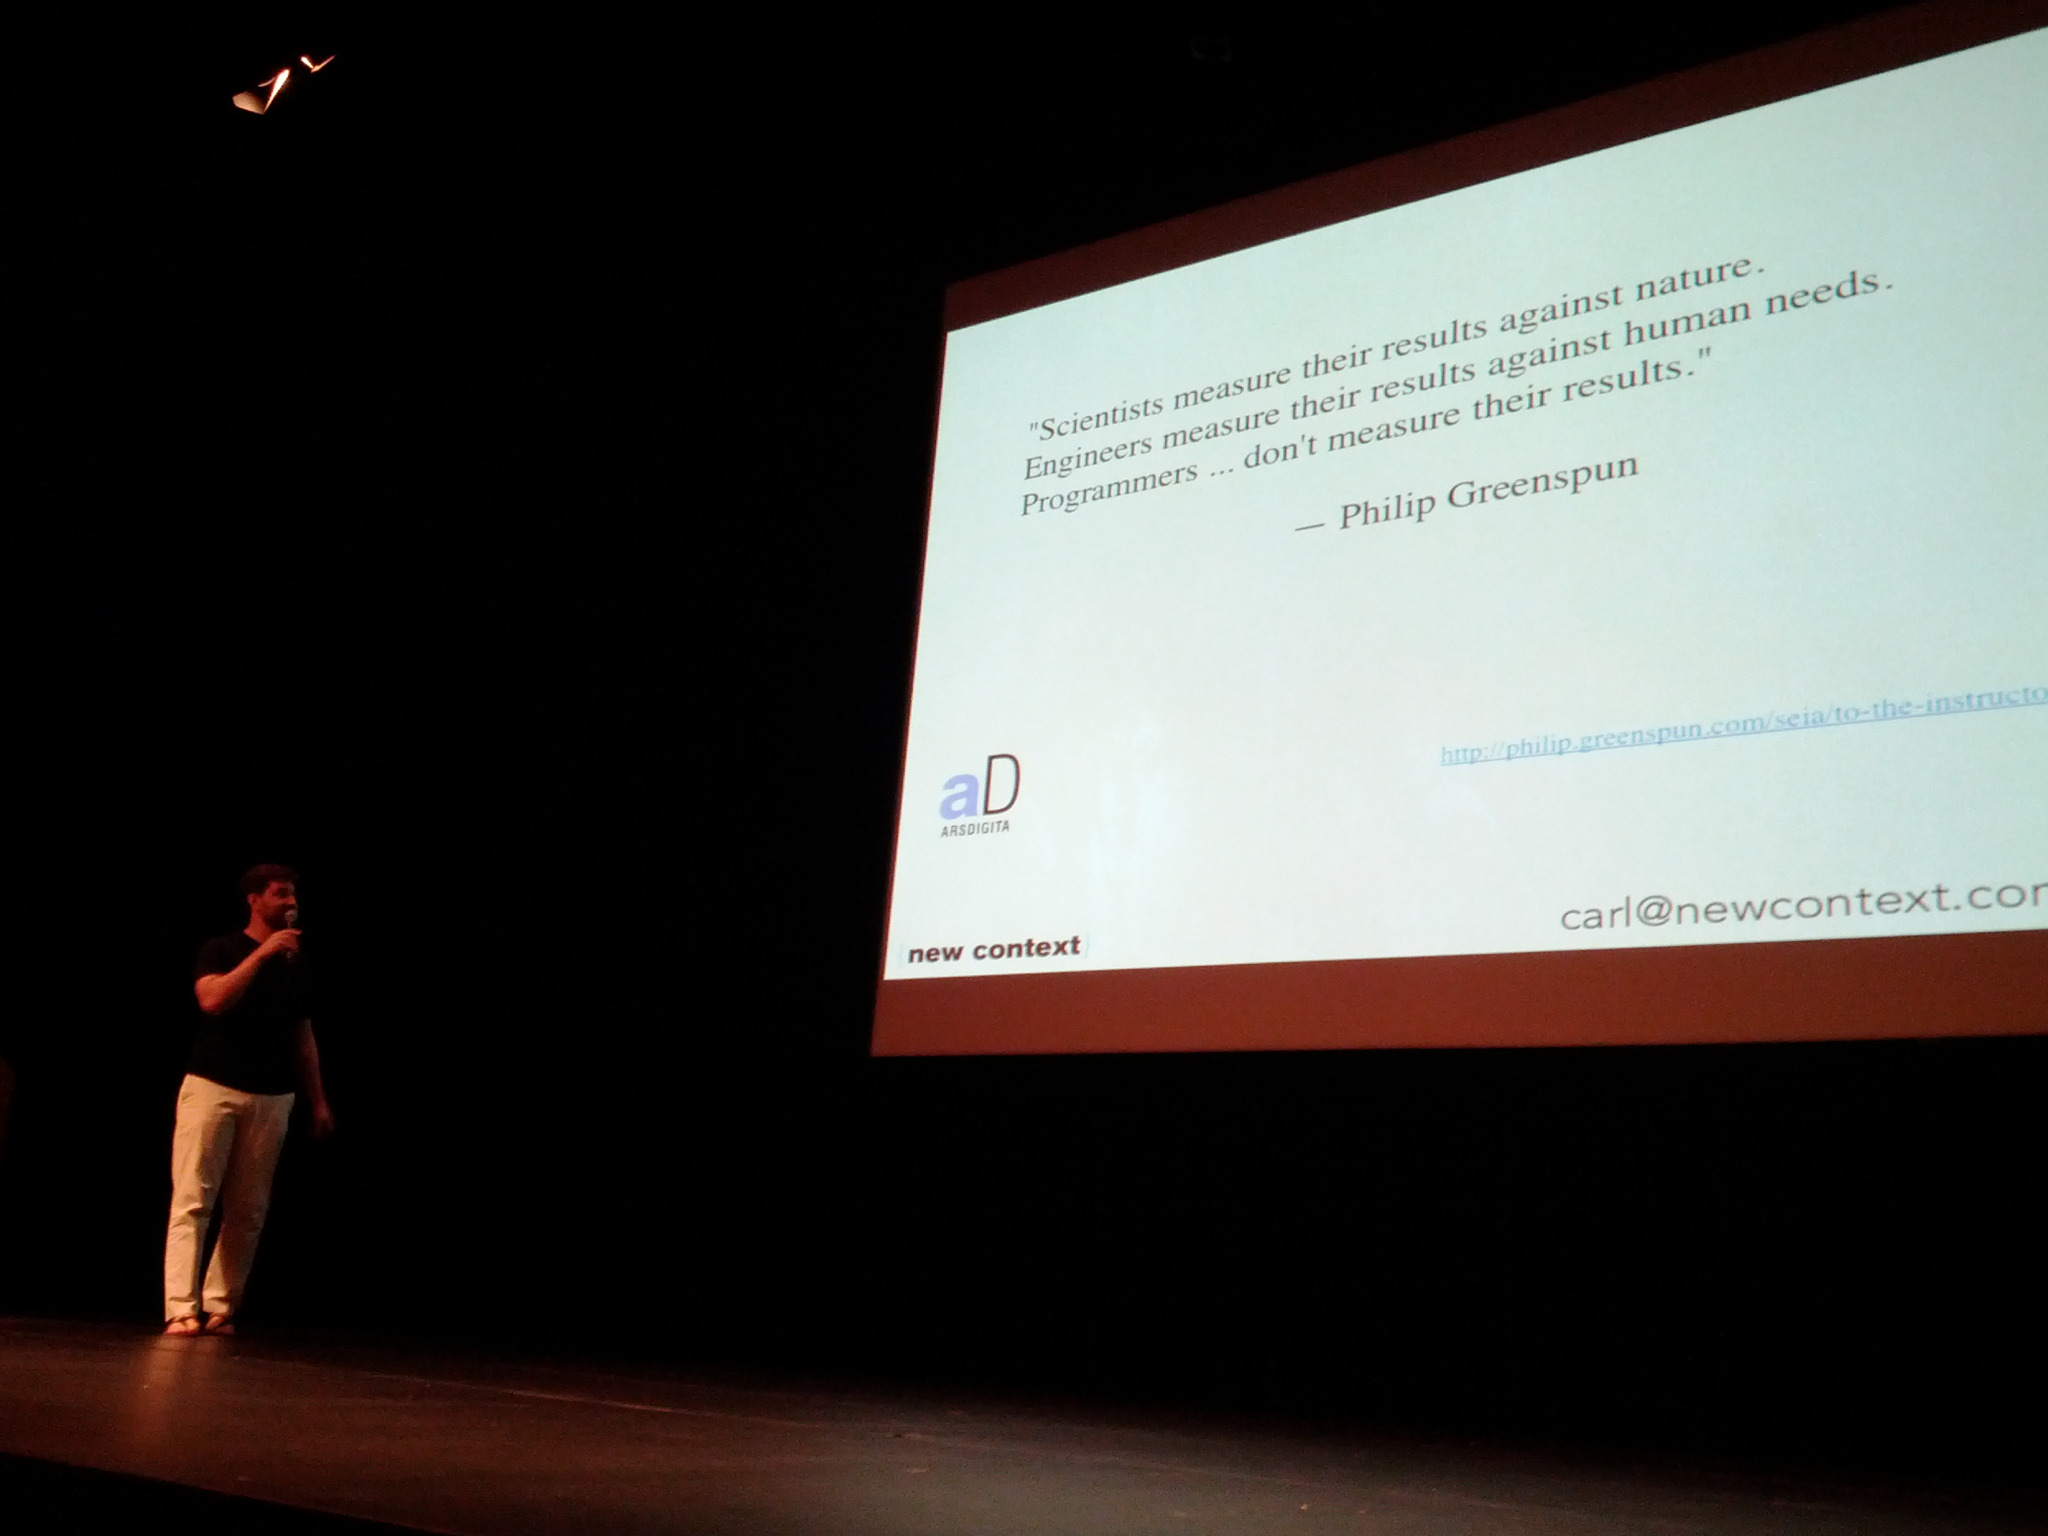 "Scientists measure their results against nature.
Engineers measure their results against human needs.
Programmers ... don't measure their results."
— Philip Greenspun
http://philip.greenspun.com/seia/to-the-instructo
aD
ARSDIGITA
carl@newcontext.com
new context